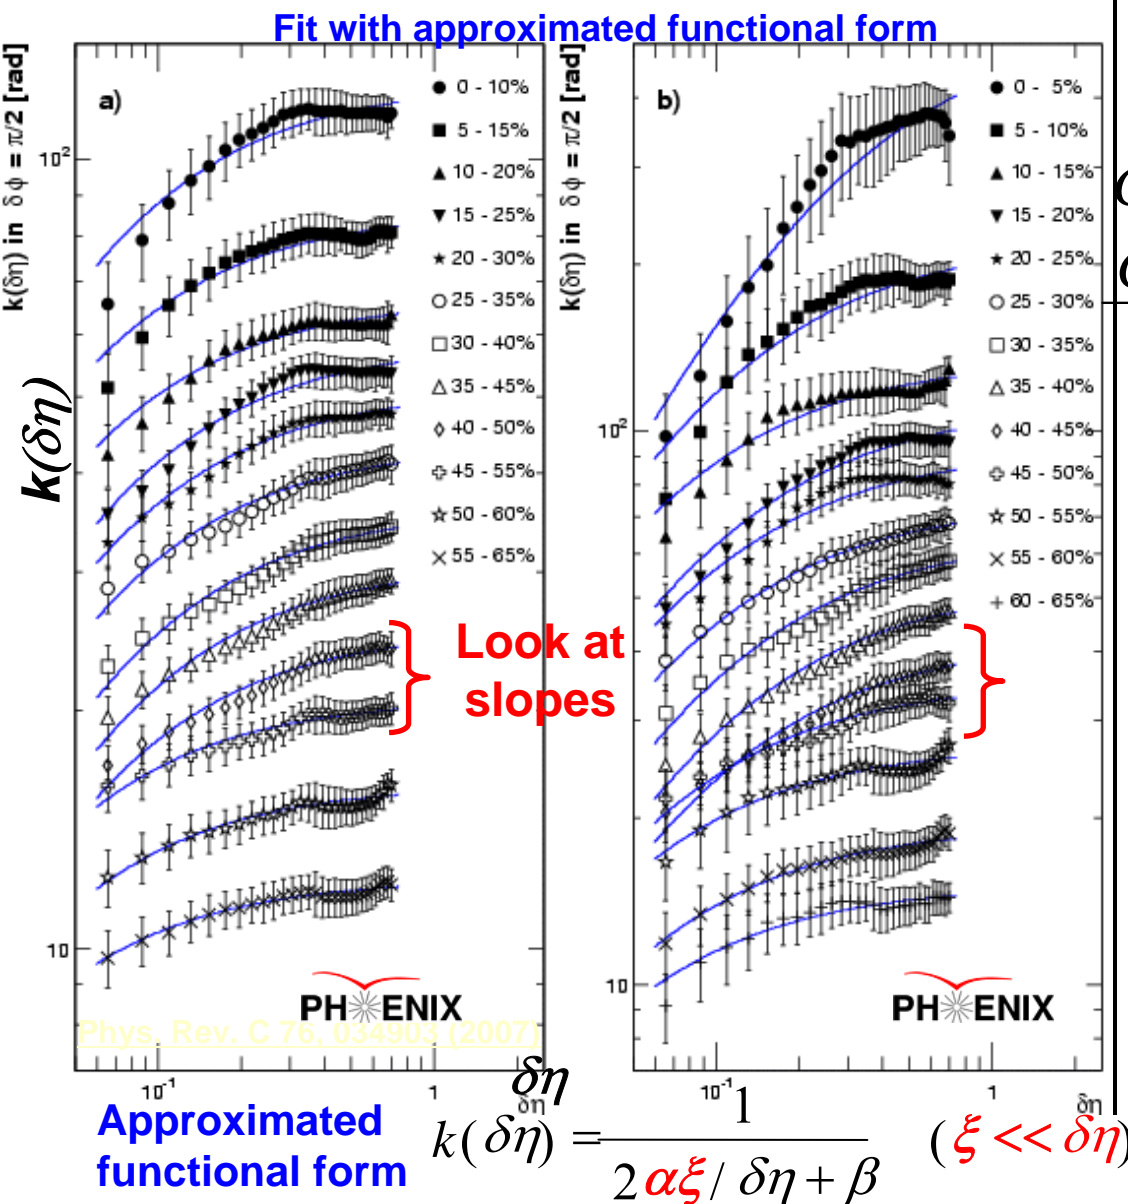 Fit with approximated functional form
k(δη) in δϕ = π/2 [rad]
a)
0 - 10%
5 - 15%
10 - 20%
15 - 25%
20 - 30%
25 - 35%
30 - 40%
35 - 45%
40 - 50%
45 - 55%
50 - 60%
55 - 65%
10²
10
k(δη)
PHENIX
Phys. Rev. C 76, 034903 (2007)
10⁻¹
1
δη
δη
Look at
slopes
k(δη) in δϕ = π/2 [rad]
b)
0 - 5%
5 - 10%
10 - 15%
15 - 20%
20 - 25%
25 - 30%
30 - 35%
35 - 40%
40 - 45%
45 - 50%
50 - 55%
55 - 60%
60 - 65%
10²
10
PHENIX
10⁻¹
1
δη
Approximated
functional form
k(δη) = 1 / (2αξ / δη + β) (ξ << δη)